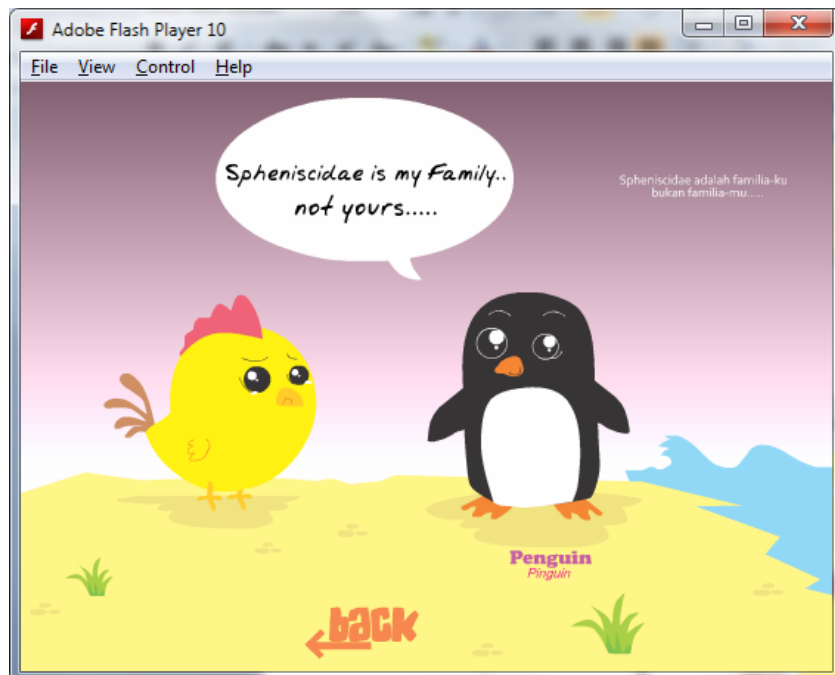 Adobe Flash Player 10
File View Control Help
Spheniscidae is my Family..
not yours.....
Spheniscidae adalah familia-ku
bukan familia-mu.....
Penguin
Pinguin
back